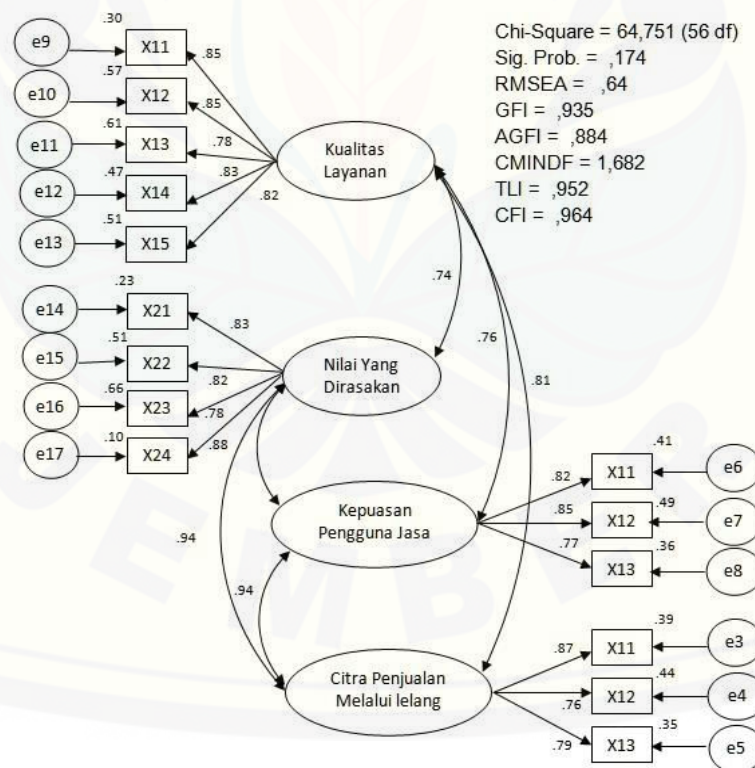 Chi-Square = 64,751 (56 df)
Sig. Prob. = ,174
RMSEA = ,64
GFI = ,935
AGFI = ,884
CMINDF = 1,682
TLI = ,952
CFI = ,964
.30
e9 X11 .85
.57
e10 X12 .85
.61
e11 X13 .78
.47
e12 X14 .83
.51
e13 X15 .82
Kualitas
Layanan
.74
.76
.81
.23
e14 X21 .83
.51
e15 X22 .82
.66
e16 X23 .78
.10
e17 X24 .88
Nilai Yang
Dirasakan
.94
.94
Kepuasan
Pengguna Jasa
.41
.82 X11 e6
.49
.85 X12 e7
.36
.77 X13 e8
Citra Penjualan
Melalui lelang
.39
.87 X11 e3
.44
.76 X12 e4
.35
.79 X13 e5
EMBER